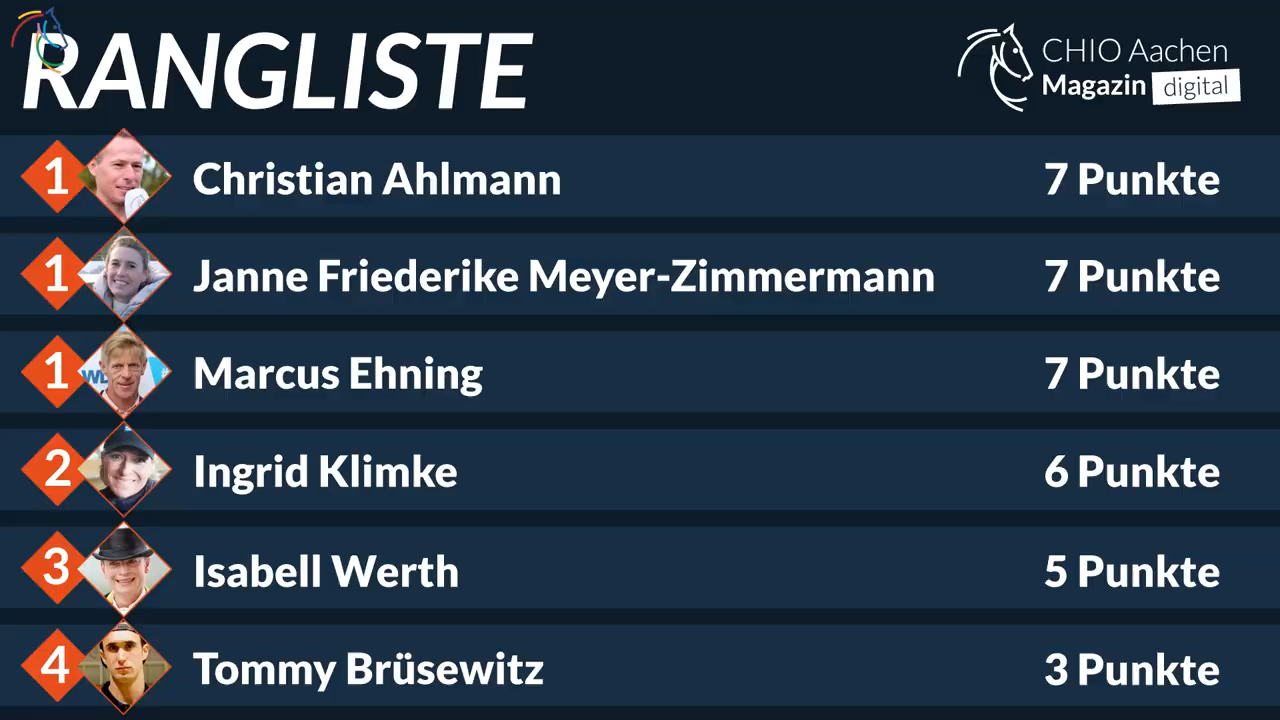 RANGLISTE
CHIO Aachen
Magazin digital
1 Christian Ahlmann 7 Punkte
1 Janne Friederike Meyer-Zimmermann 7 Punkte
1 Marcus Ehning 7 Punkte
2 Ingrid Klimke 6 Punkte
3 Isabell Werth 5 Punkte
4 Tommy Brüsewitz 3 Punkte